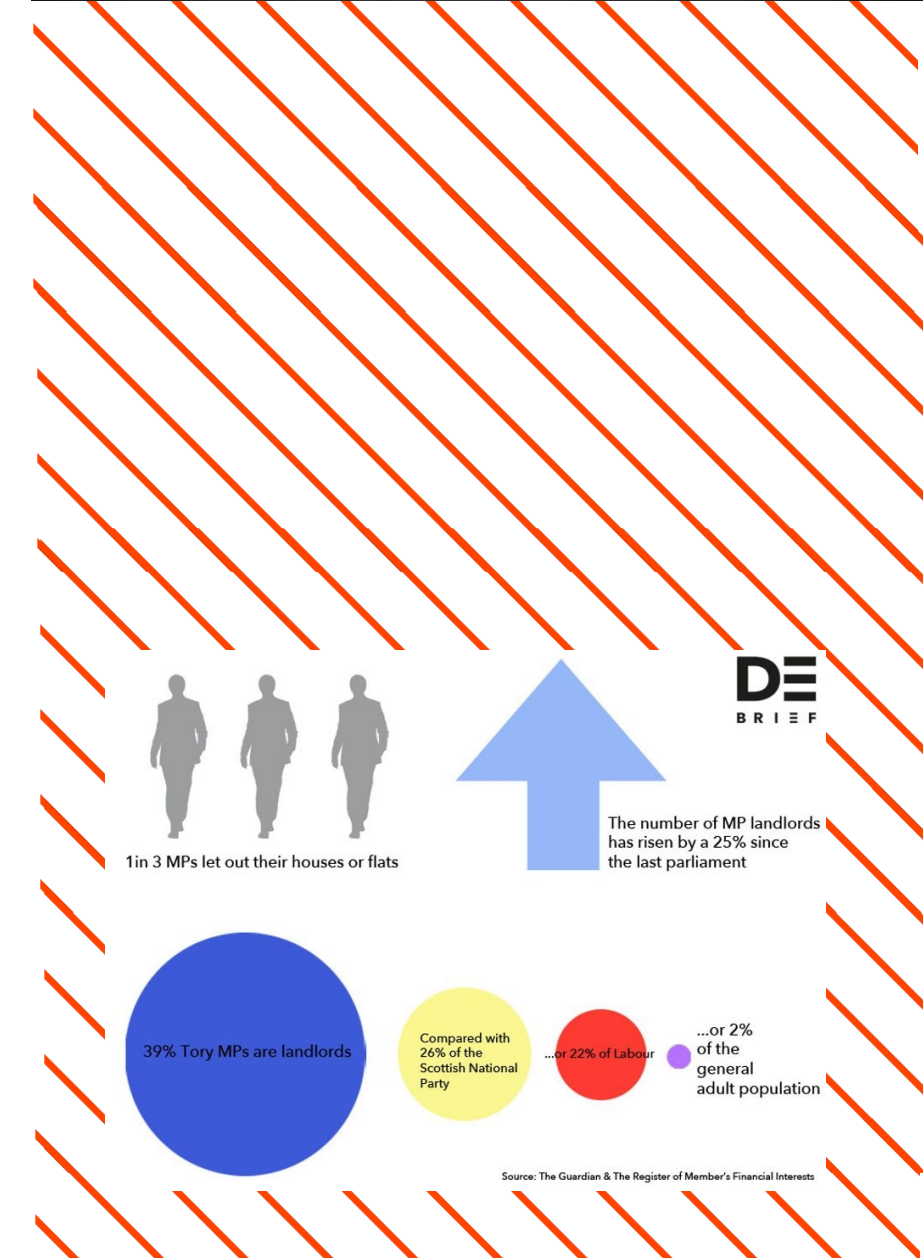 DE
BRIEF
The number of MP landlords
has risen by a 25% since
the last parliament
1in 3 MPs let out their houses or flats
39% Tory MPs are landlords
Compared with
26% of the
Scottish National
Party
...or 22% of Labour
...or 2%
of the
general
adult population
Source: The Guardian & The Register of Member's Financial Interests